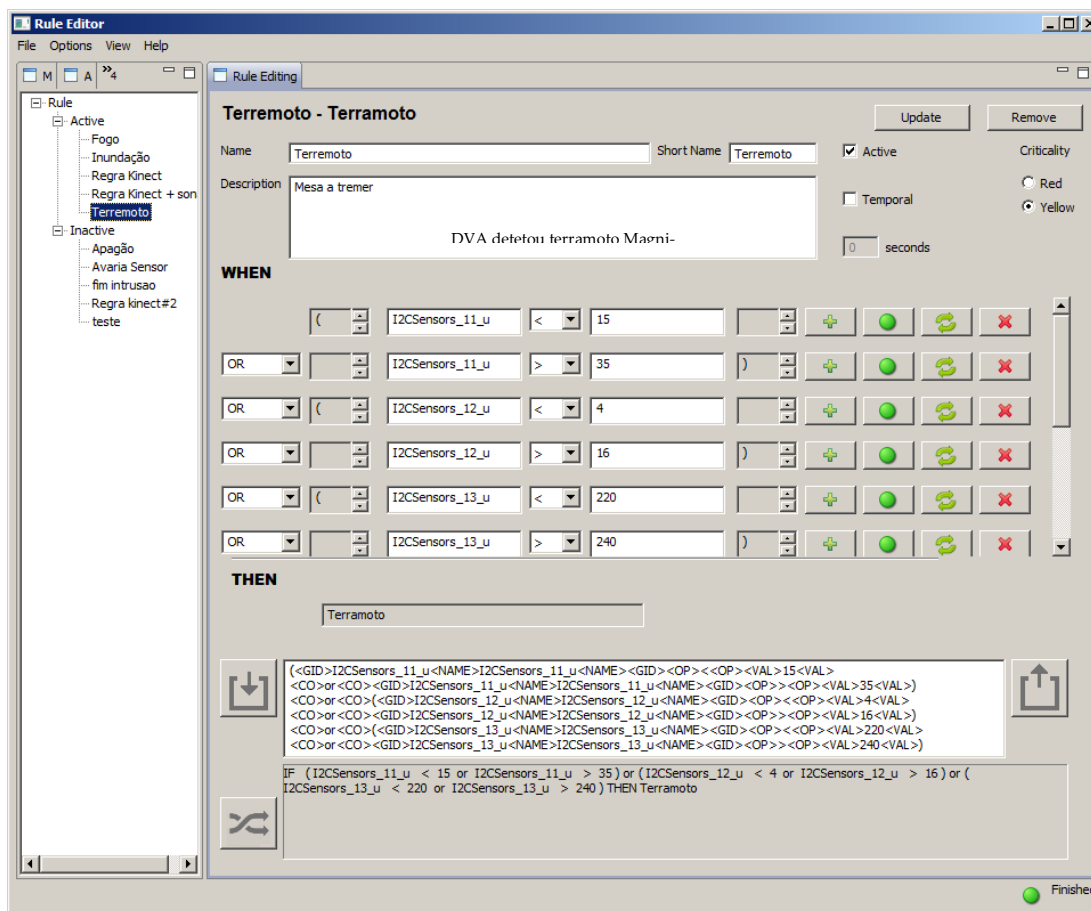 Rule Editor
File Options View Help
M A »4
Rule Editing
Rule
Active
Fogo
Inundação
Regra Kinect
Regra Kinect + son
Terremoto
Inactive
Apagão
Avaria Sensor
fim intrusao
Regra kinect#2
teste
Terremoto - Terramoto
Update Remove
Name Terremoto Short Name Terremoto Active Criticality
Description Mesa a tremer
DVA detetou terramoto Magni-
Temporal
Red
Yellow
0 seconds
WHEN
( I2CSensors_11_u < 15
OR I2CSensors_11_u > 35 )
OR ( I2CSensors_12_u < 4
OR I2CSensors_12_u > 16 )
OR ( I2CSensors_13_u < 220
OR I2CSensors_13_u > 240 )
THEN
Terramoto
(<GID>I2CSensors_11_u<NAME>I2CSensors_11_u<NAME><GID><OP><<OP><VAL>15<VAL>
<CO>or<CO><GID>I2CSensors_11_u<NAME>I2CSensors_11_u<NAME><GID><OP>><OP><VAL>35<VAL>)
<CO>or<CO>(<GID>I2CSensors_12_u<NAME>I2CSensors_12_u<NAME><GID><OP><<OP><VAL>4<VAL>
<CO>or<CO><GID>I2CSensors_12_u<NAME>I2CSensors_12_u<NAME><GID><OP>><OP><VAL>16<VAL>)
<CO>or<CO>(<GID>I2CSensors_13_u<NAME>I2CSensors_13_u<NAME><GID><OP><<OP><VAL>220<VAL>
<CO>or<CO><GID>I2CSensors_13_u<NAME>I2CSensors_13_u<NAME><GID><OP>><OP><VAL>240<VAL>)
IF ( I2CSensors_11_u < 15 or I2CSensors_11_u > 35 ) or ( I2CSensors_12_u < 4 or I2CSensors_12_u > 16 ) or (
I2CSensors_13_u < 220 or I2CSensors_13_u > 240 ) THEN Terramoto
Finished